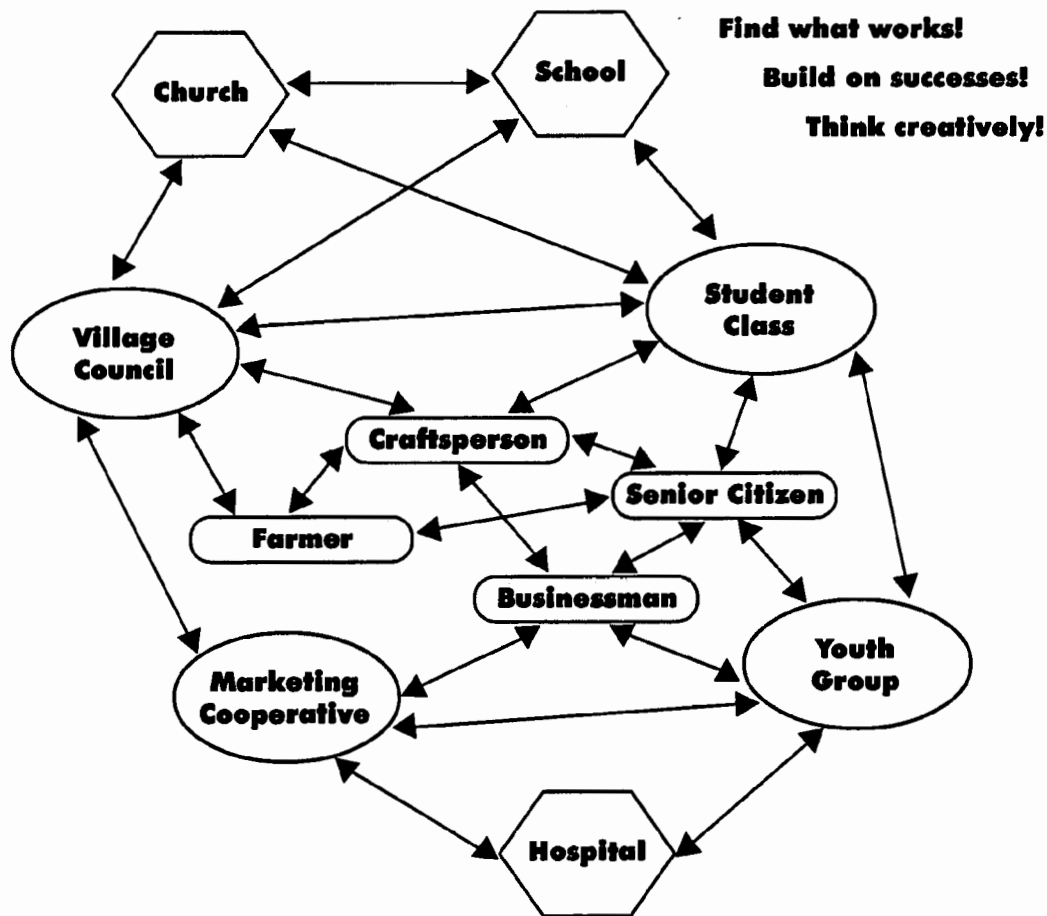 Find what works!
Build on successes!
Think creatively!
Church
School
Student
Class
Village
Council
Craftsperson
Senior Citizen
Farmer
Businessman
Youth
Group
Marketing
Cooperative
Hospital